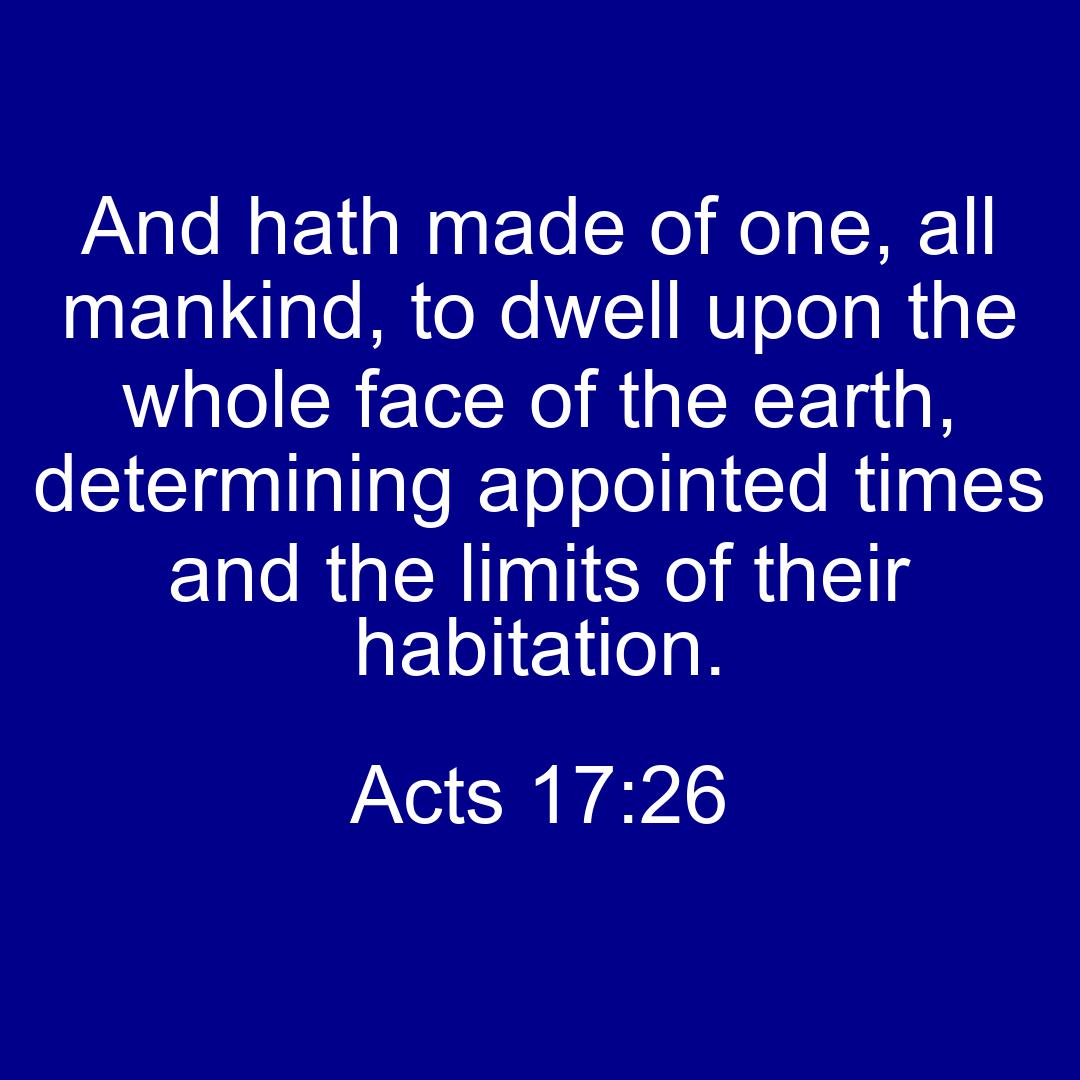 And hath made of one, all
mankind, to dwell upon the
whole face of the earth,
determining appointed times
and the limits of their
habitation.
Acts 17:26